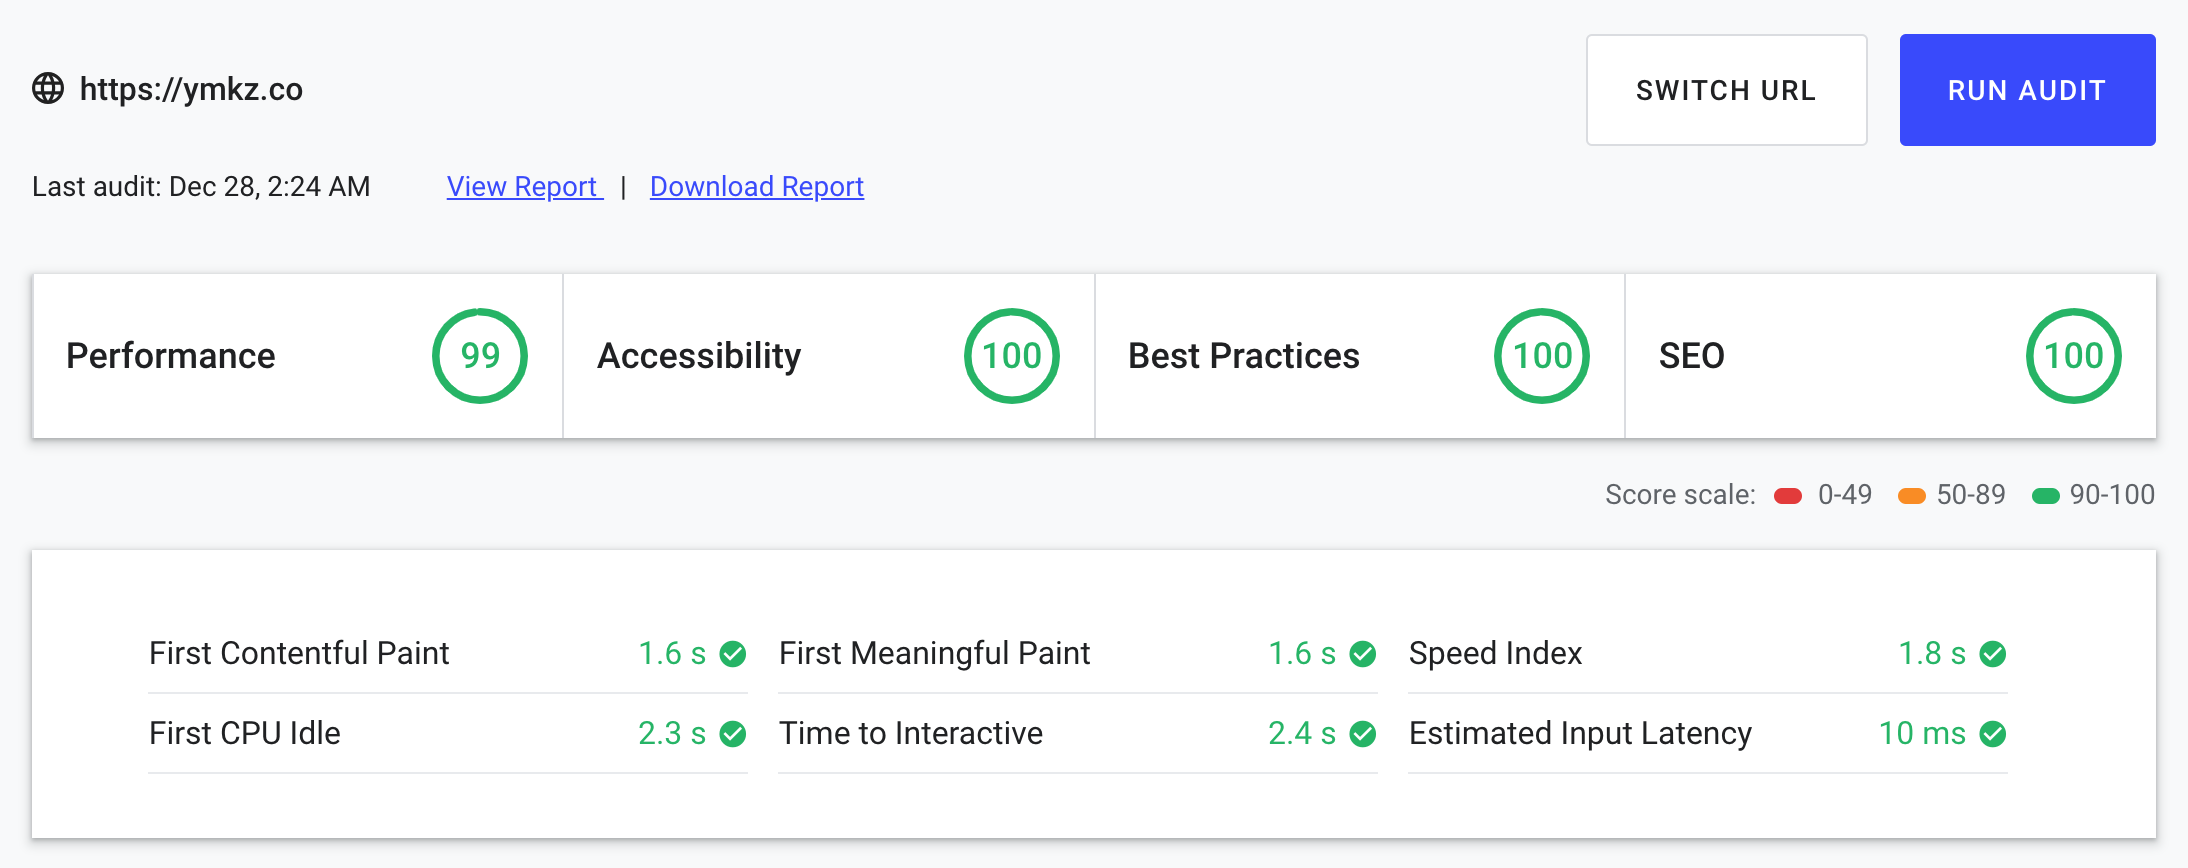 https://ymkz.co
SWITCH URL
RUN AUDIT
Last audit: Dec 28, 2:24 AM View Report | Download Report
Performance 99
Accessibility 100
Best Practices 100
SEO 100
Score scale: 0-49 50-89 90-100
First Contentful Paint 1.6 s
First Meaningful Paint 1.6 s
Speed Index 1.8 s
First CPU Idle 2.3 s
Time to Interactive 2.4 s
Estimated Input Latency 10 ms